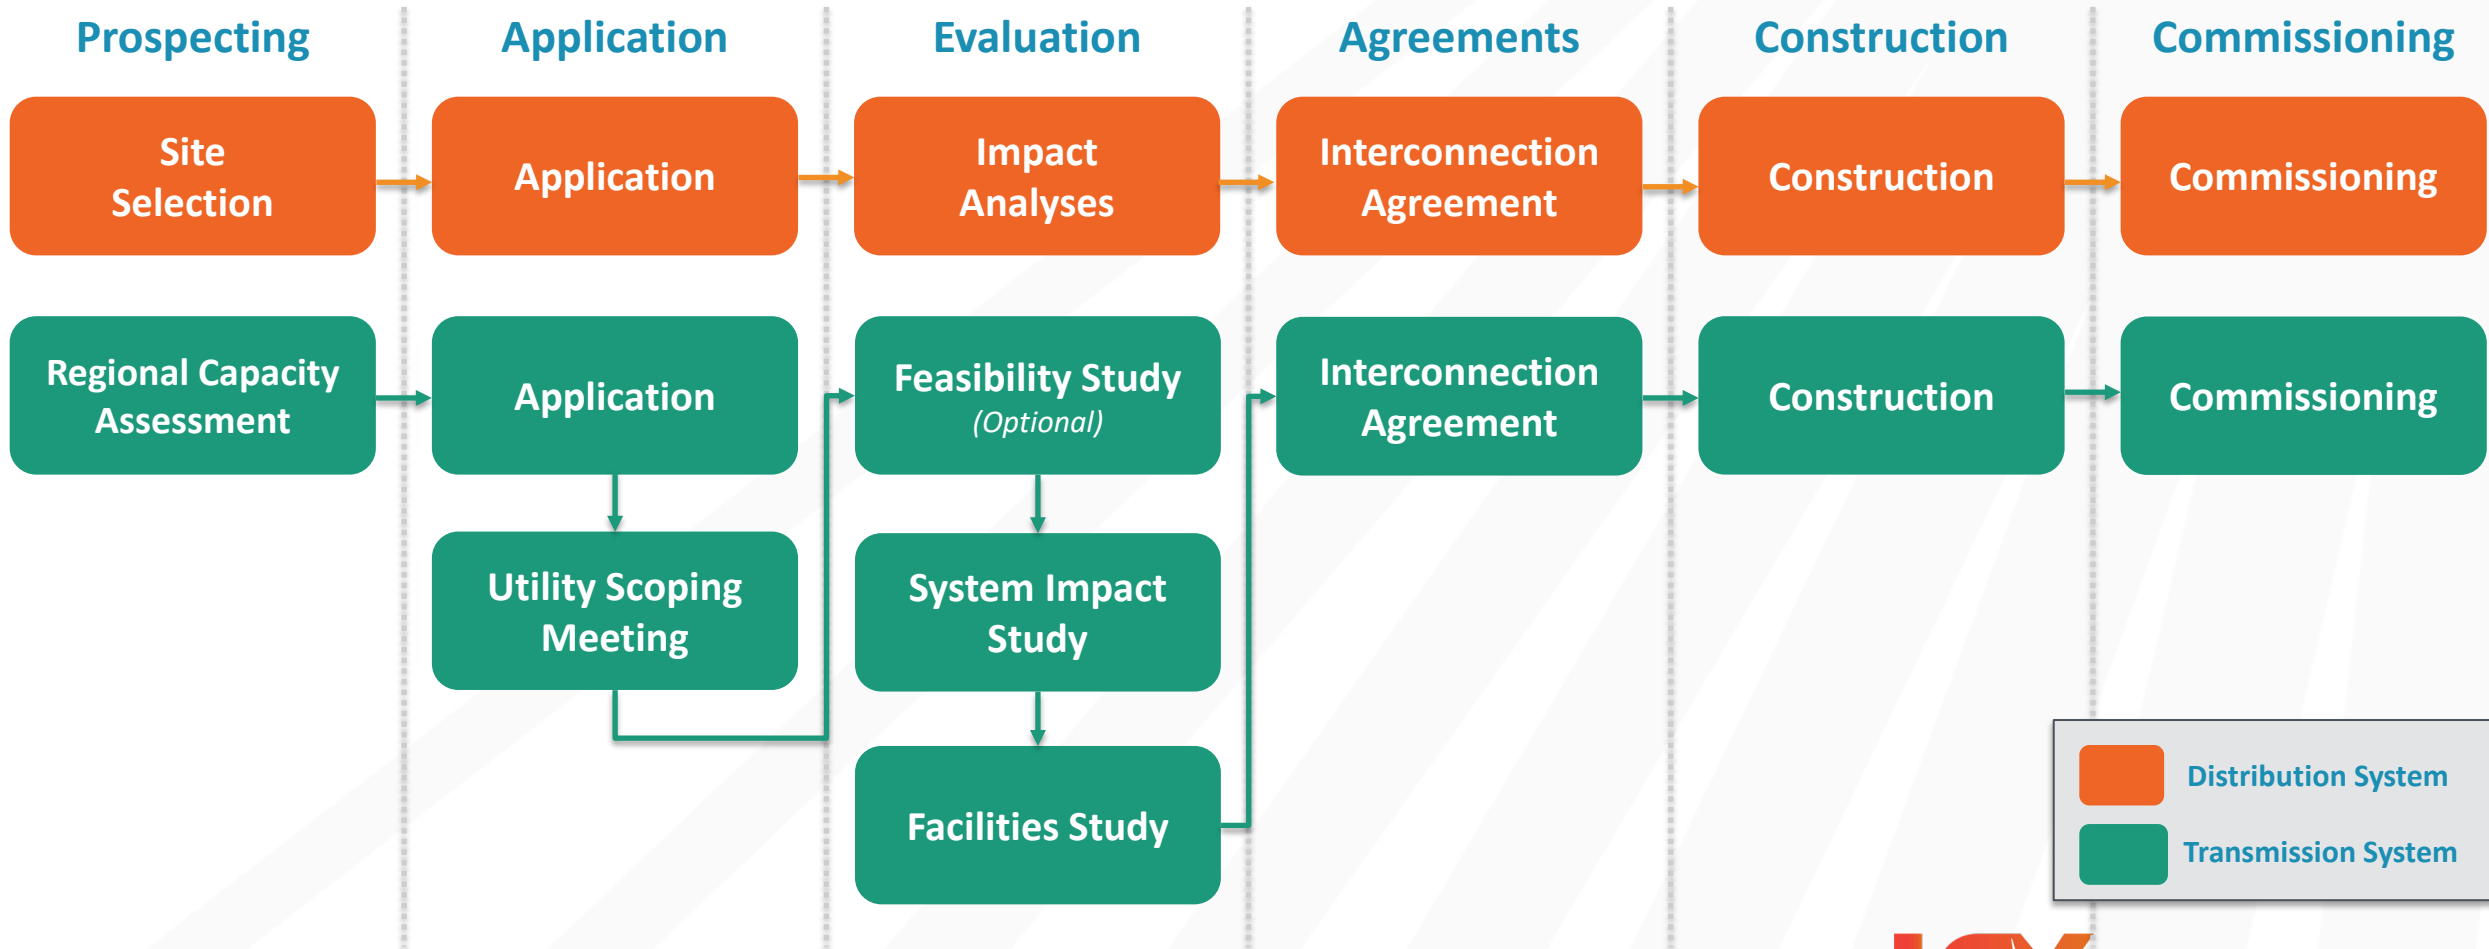 Prospecting
Application
Evaluation
Agreements
Construction
Commissioning
Site
Selection
Application
Impact
Analyses
Interconnection
Agreement
Construction
Commissioning
Regional Capacity
Assessment
Application
Feasibility Study
(Optional)
Interconnection
Agreement
Construction
Commissioning
Utility Scoping
Meeting
System Impact
Study
Facilities Study
Distribution System
Transmission System